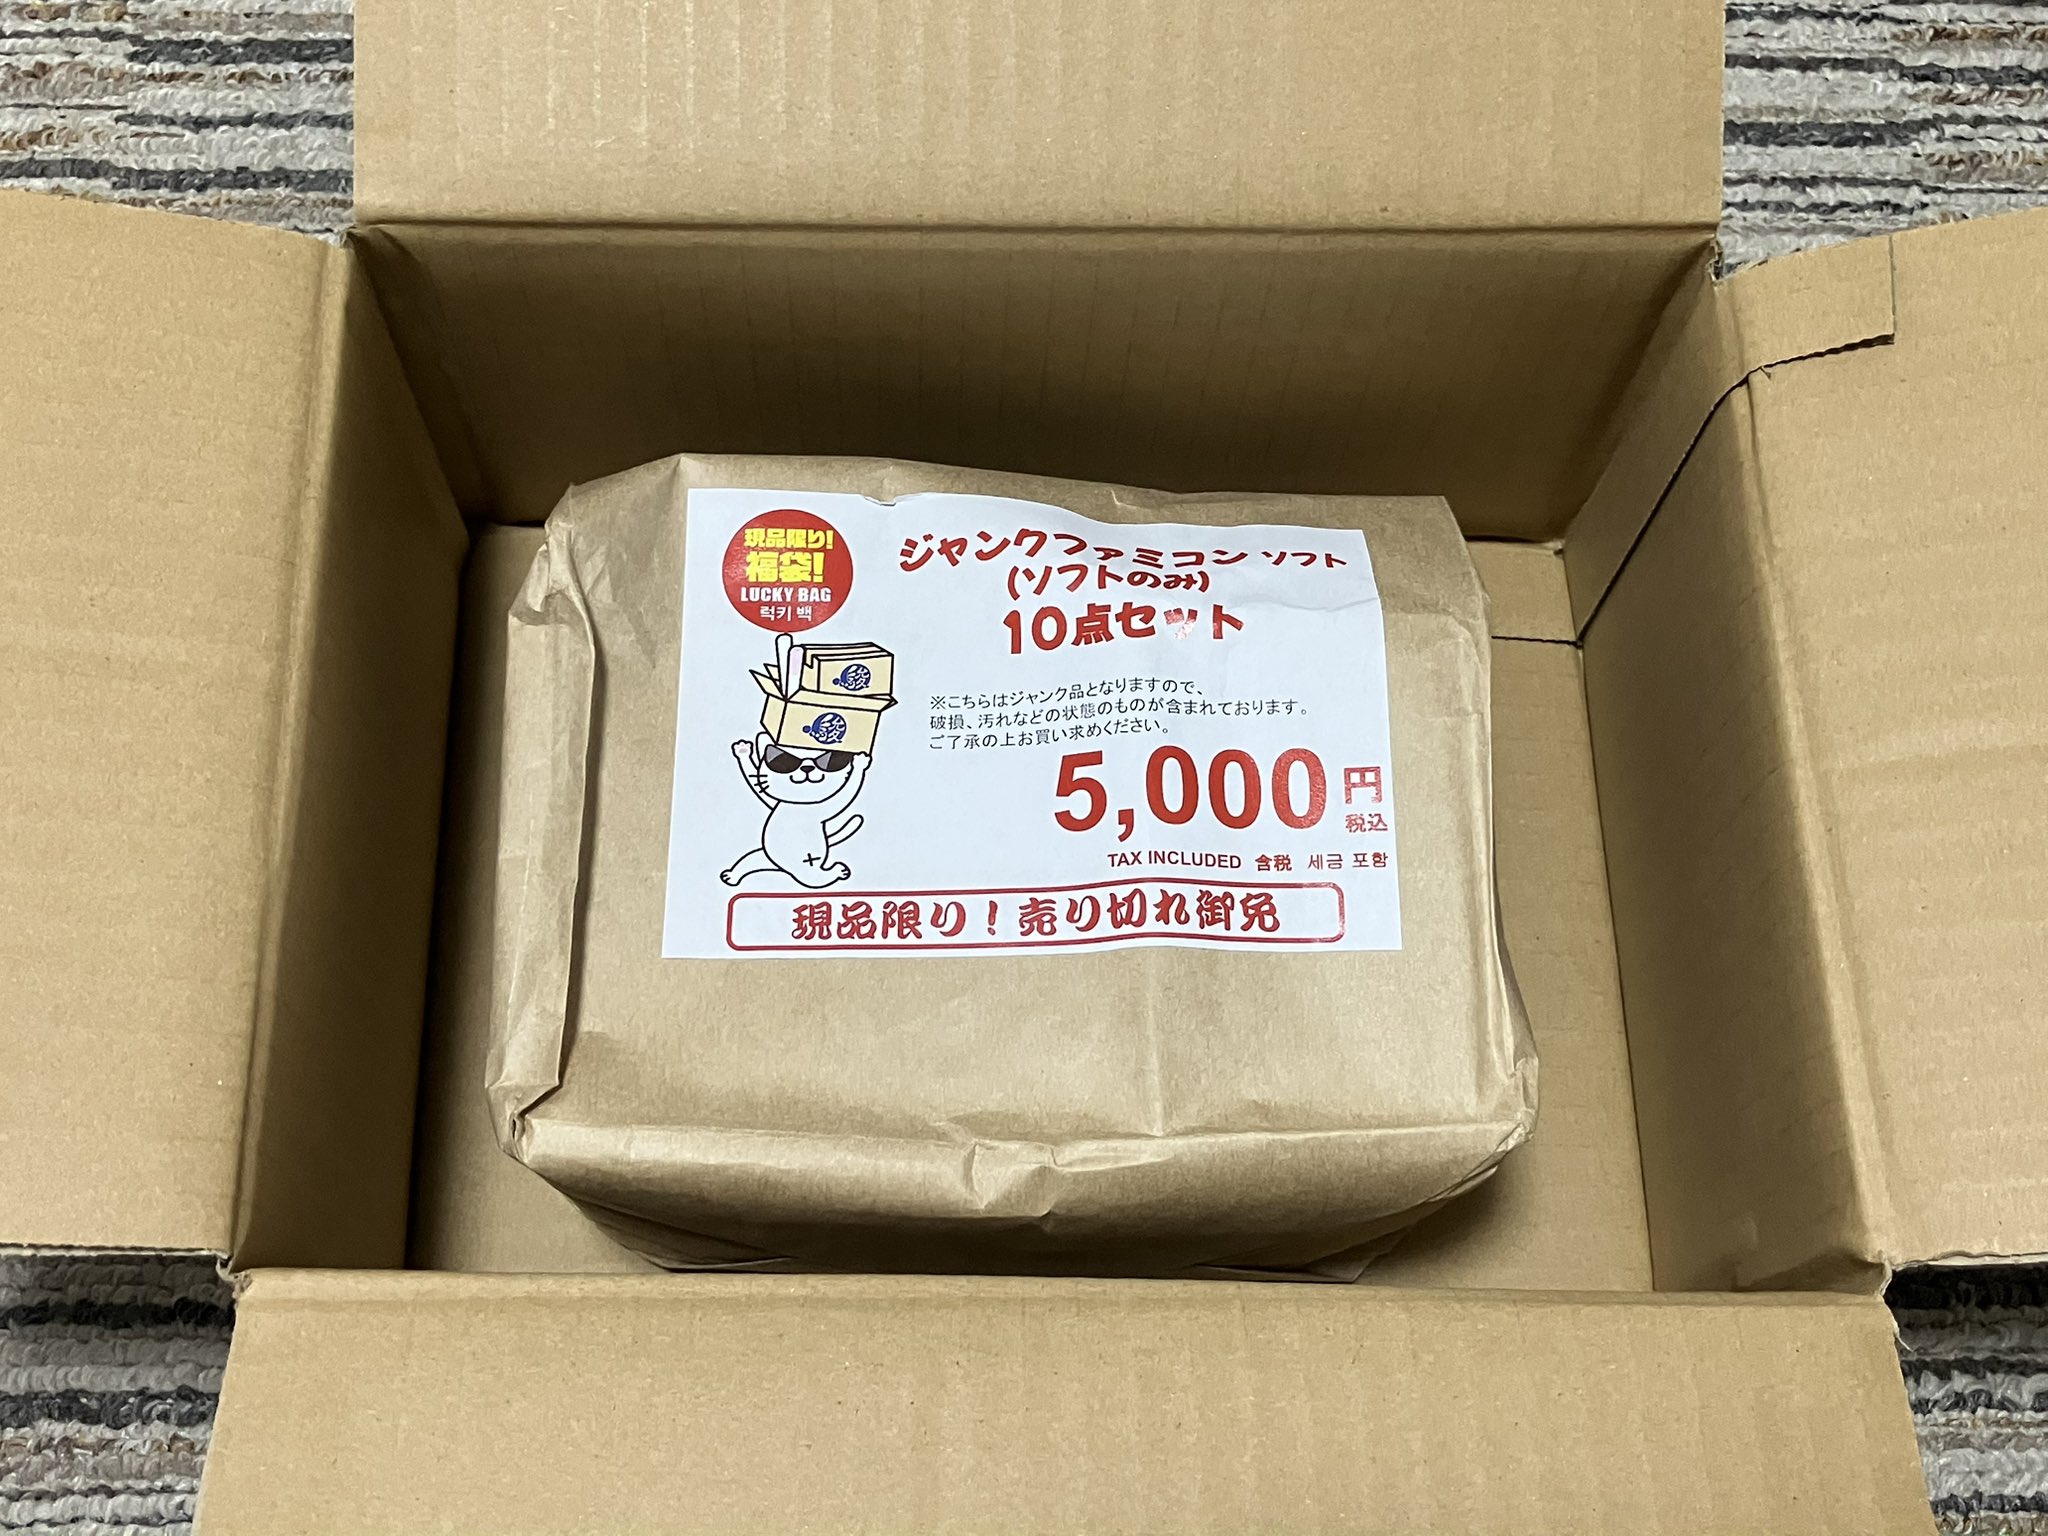 現品限り!
福袋!
LUCKY BAG
럭키 백
ジャンクファミコン ソフト
(ソフトのみ)
10点セット
駿
駿
※こちらはジャンク品となりますので、
破損、汚れなどの状態のものが含まれております。
ご了承の上お買い求めください。
5,000円
税込
TAX INCLUDED 含税 세금 포함
現品限り!売り切れ御免